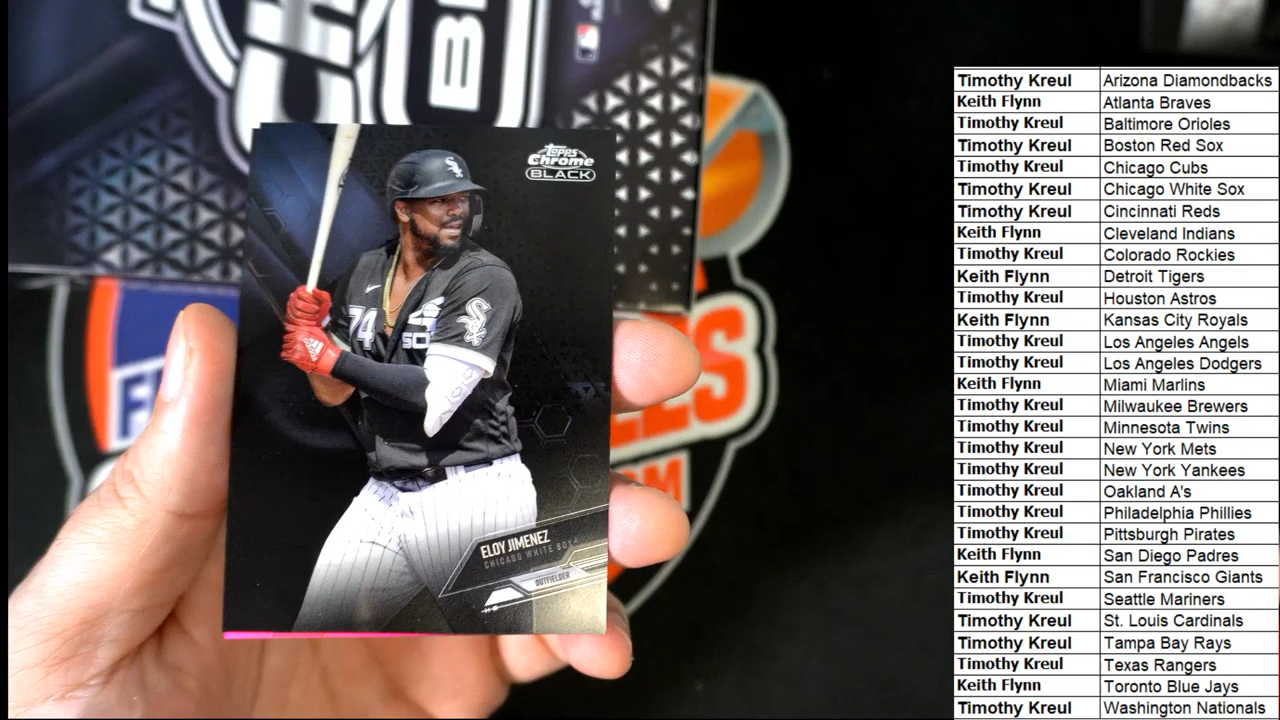 BL
Topps
Chrome
BLACK
74
SOX
ELOY JIMENEZ
CHICAGO WHITE SOX
OUTFIELDER
Timothy Kreul Arizona Diamondbacks
Keith Flynn Atlanta Braves
Timothy Kreul Baltimore Orioles
Timothy Kreul Boston Red Sox
Timothy Kreul Chicago Cubs
Timothy Kreul Chicago White Sox
Timothy Kreul Cincinnati Reds
Keith Flynn Cleveland Indians
Timothy Kreul Colorado Rockies
Keith Flynn Detroit Tigers
Timothy Kreul Houston Astros
Keith Flynn Kansas City Royals
Timothy Kreul Los Angeles Angels
Timothy Kreul Los Angeles Dodgers
Keith Flynn Miami Marlins
Timothy Kreul Milwaukee Brewers
Timothy Kreul Minnesota Twins
Timothy Kreul New York Mets
Timothy Kreul New York Yankees
Timothy Kreul Oakland A's
Timothy Kreul Philadelphia Phillies
Timothy Kreul Pittsburgh Pirates
Keith Flynn San Diego Padres
Keith Flynn San Francisco Giants
Timothy Kreul Seattle Mariners
Timothy Kreul St. Louis Cardinals
Timothy Kreul Tampa Bay Rays
Timothy Kreul Texas Rangers
Keith Flynn Toronto Blue Jays
Timothy Kreul Washington Nationals